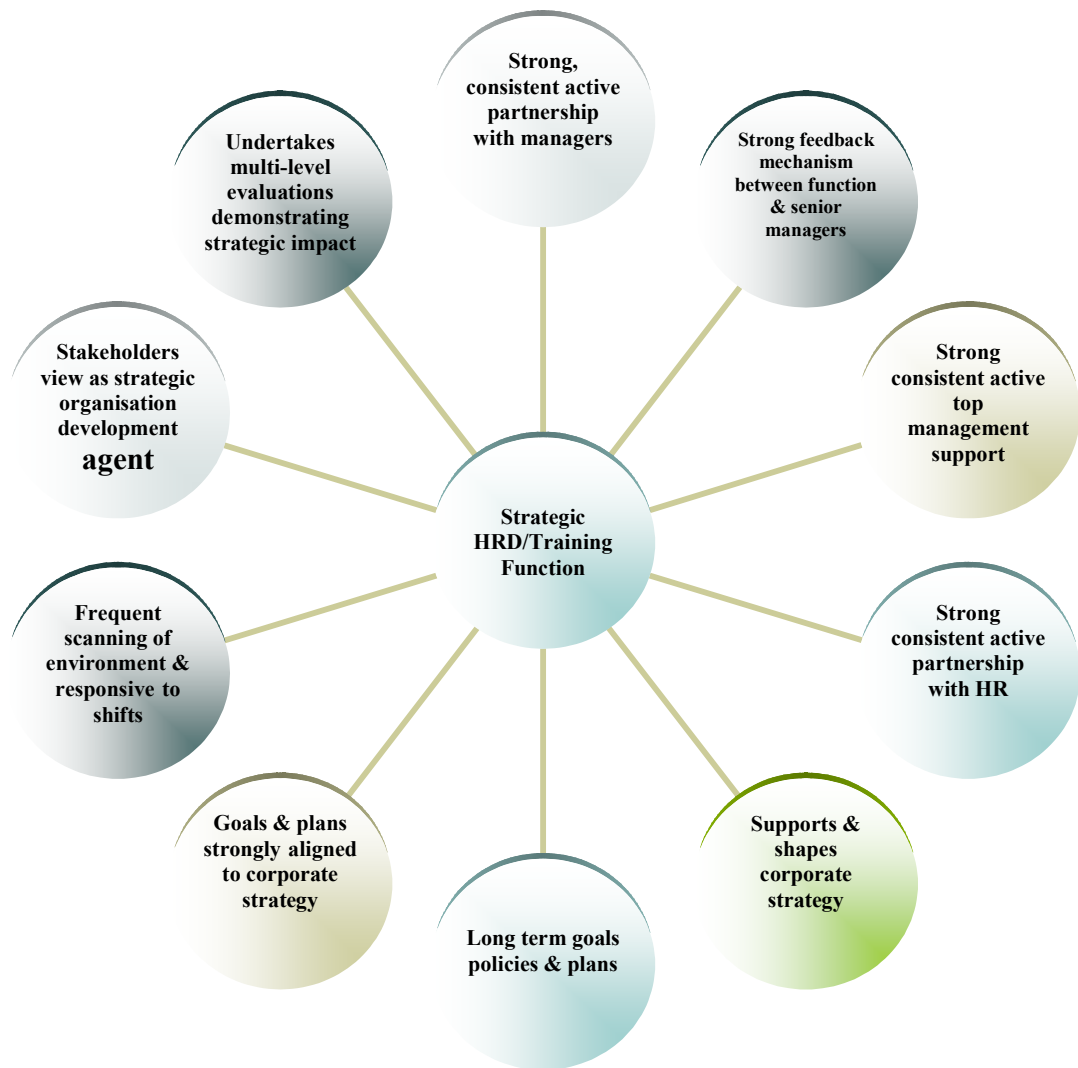 Strong,
consistent active
partnership
with managers
Strong feedback
mechanism
between function
& senior
managers
Strong
consistent active
top
management
support
Strong
consistent active
partnership
with HR
Supports &
shapes
corporate
strategy
Long term goals
policies & plans
Goals & plans
strongly aligned
to corporate
strategy
Frequent
scanning of
environment &
responsive to
shifts
Stakeholders
view as strategic
organisation
development
agent
Undertakes
multi-level
evaluations
demonstrating
strategic impact
Strategic
HRD/Training
Function